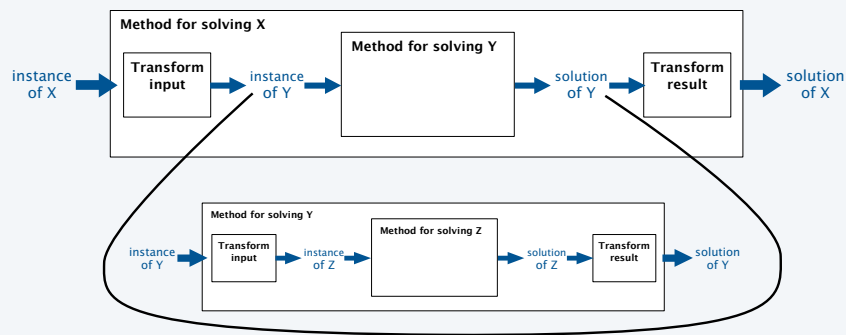 Method for solving X
instance
of X
Transform
input
instance
of Y
Method for solving Y
solution
of Y
Transform
result
solution
of X
Method for solving Y
instance
of Y
Transform
input
instance
of Z
Method for solving Z
solution
of Z
Transform
result
solution
of Y